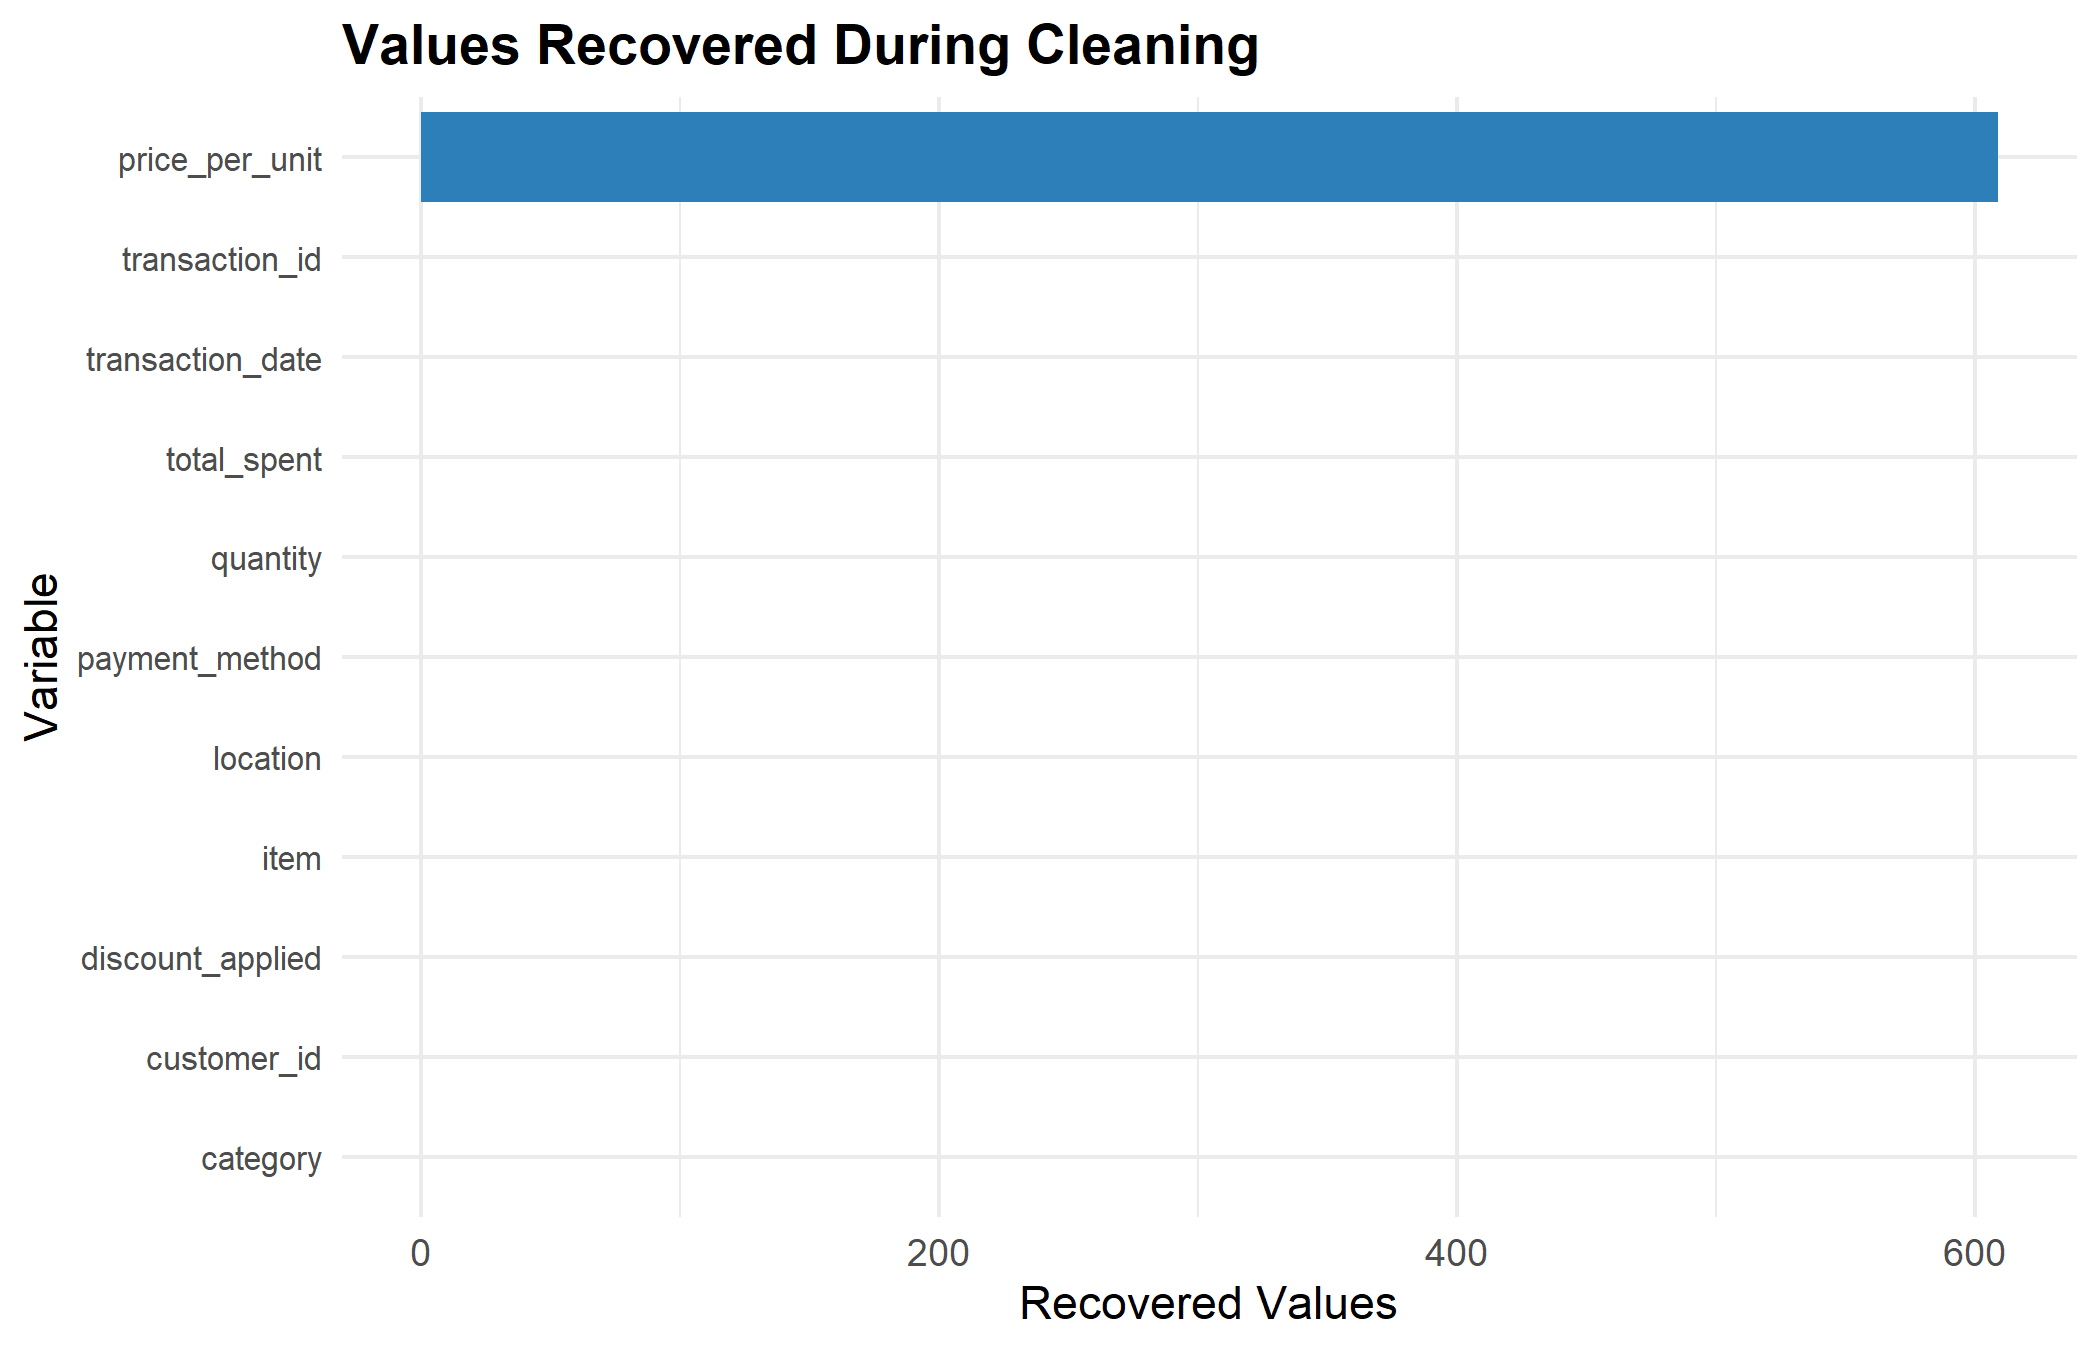 Values Recovered During Cleaning
price_per_unit
transaction_id
transaction_date
total_spent
quantity
payment_method
location
item
discount_applied
customer_id
category
Variable
0 200 400 600
Recovered Values